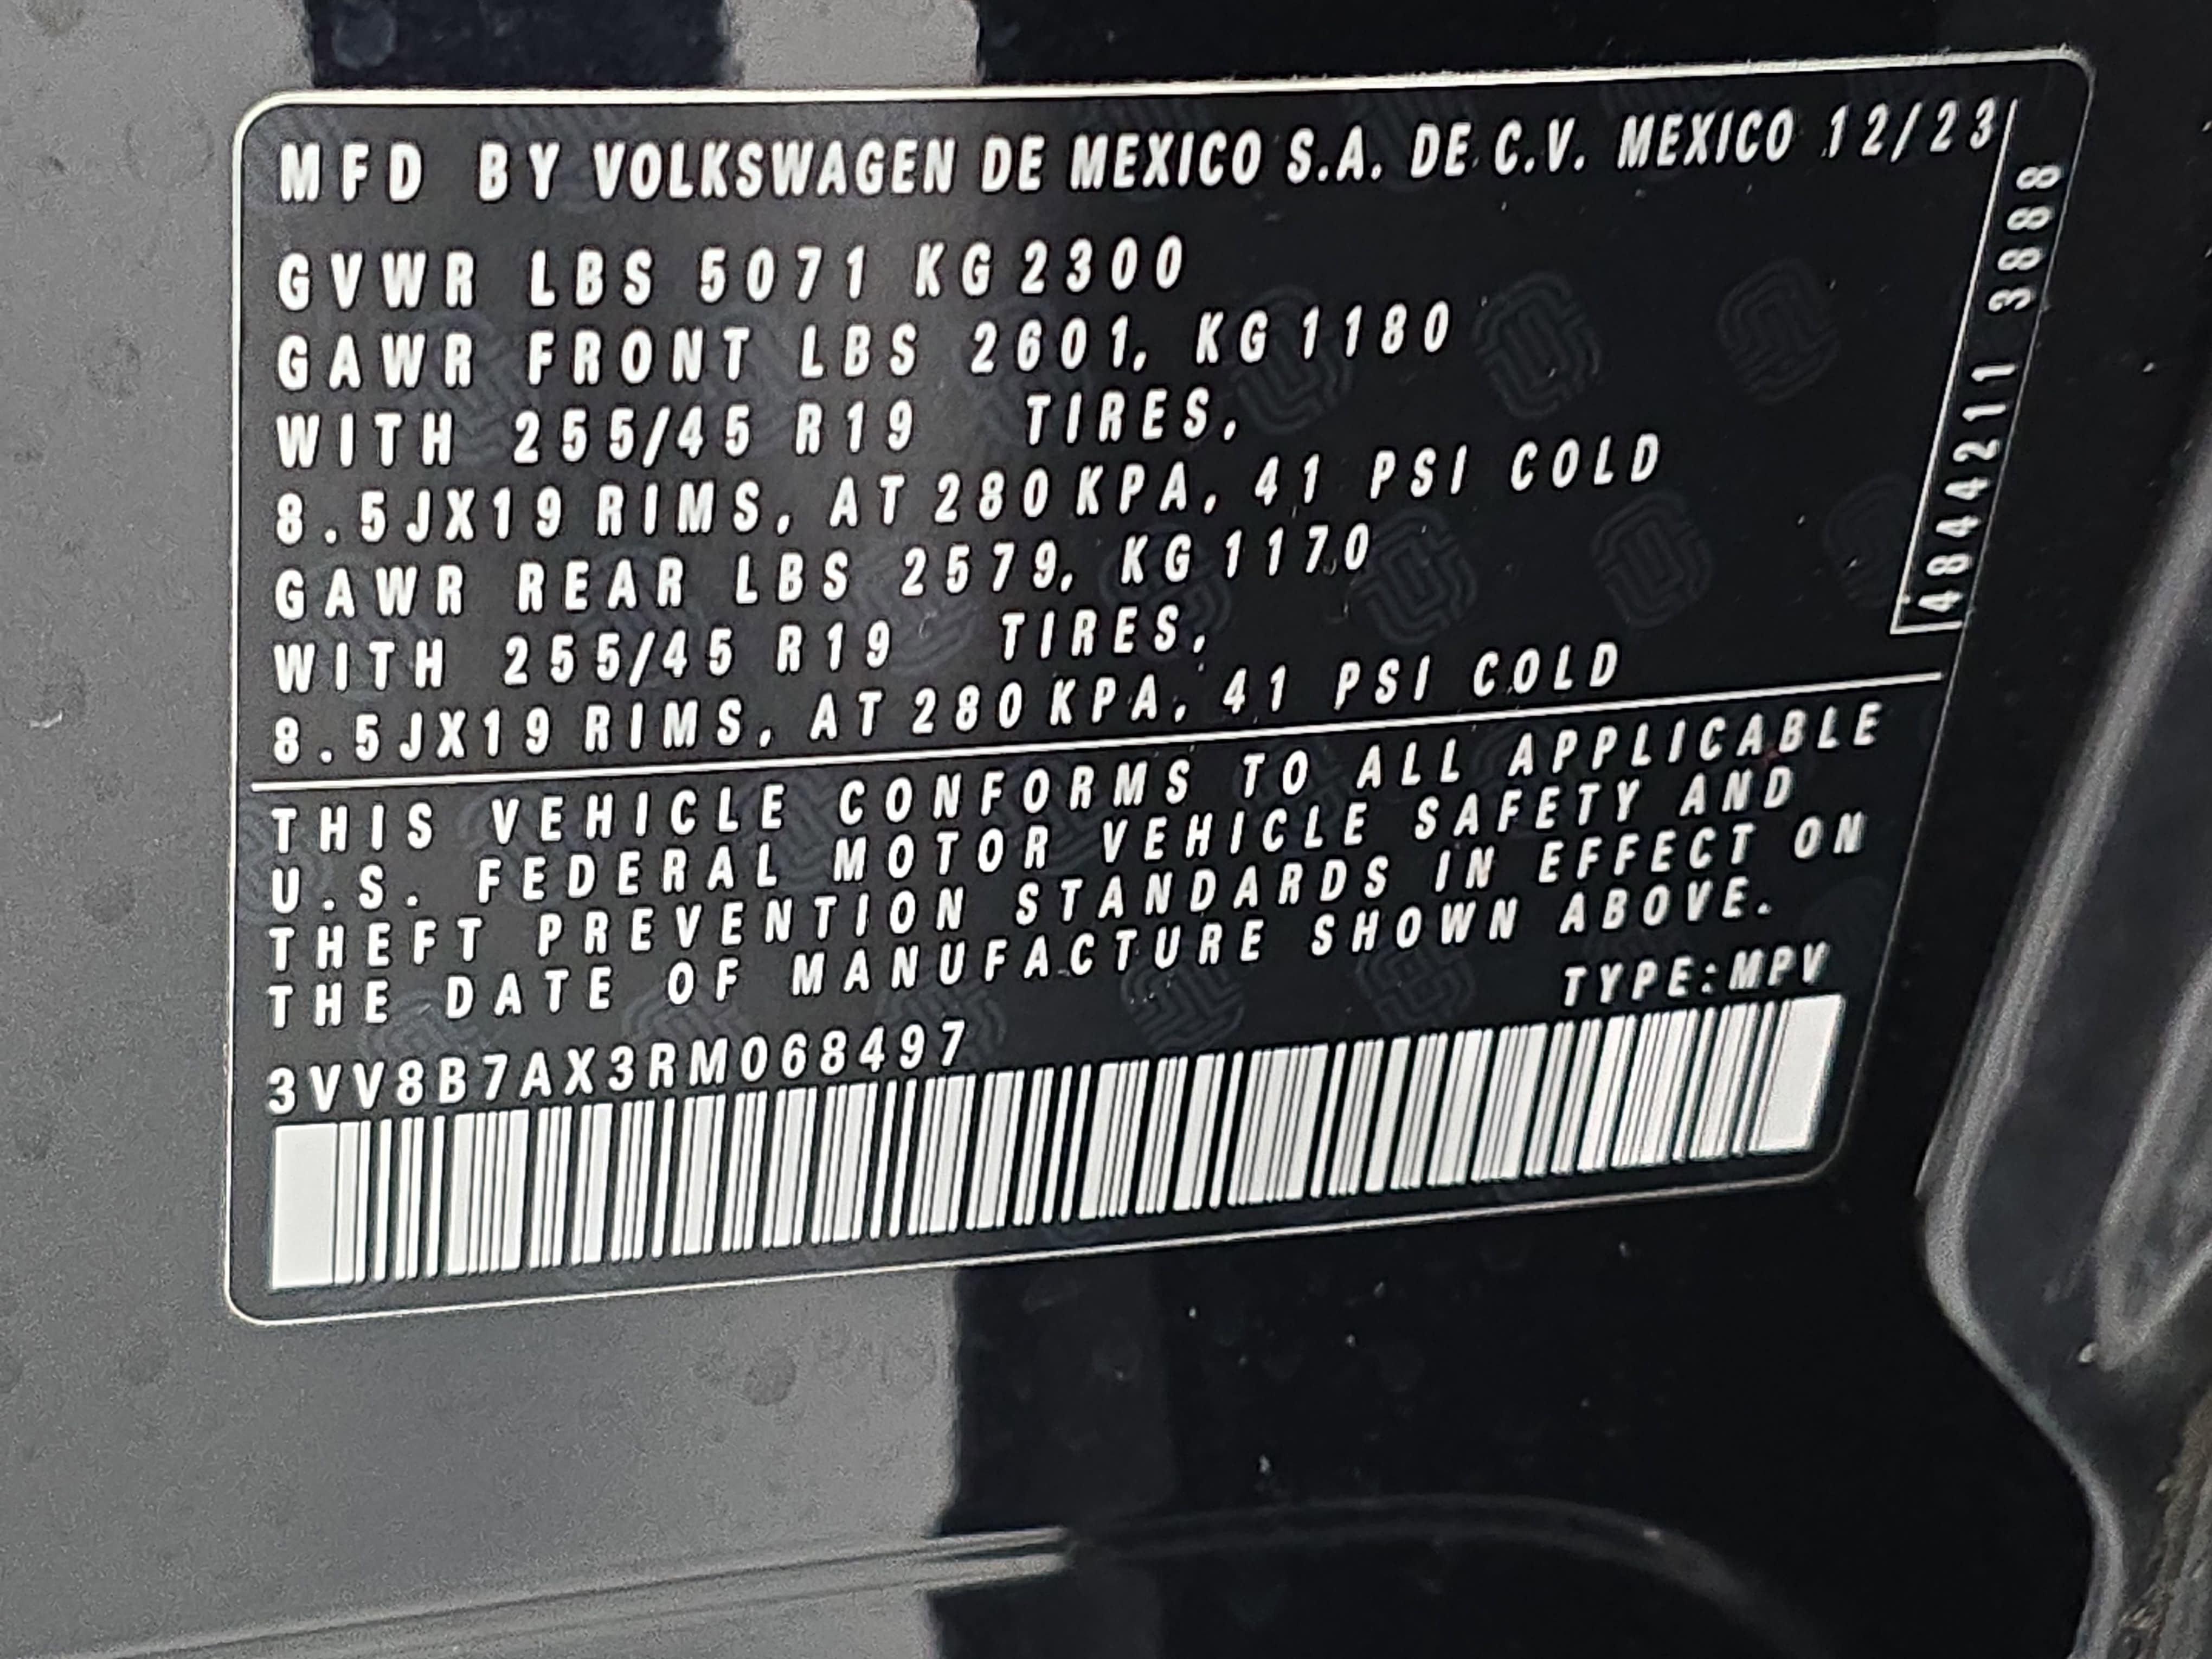 MFD BY VOLKSWAGEN DE MEXICO S.A. DE C.V. MEXICO 12/23
GVWR LBS 5071 KG 2300
GAWR FRONT LBS 2601, KG 1180
WITH 255/45 R19 TIRES,
8.5JX19 RIMS, AT 280 KPA, 41 PSI COLD
GAWR REAR LBS 2579, KG 1170
WITH 255/45 R19 TIRES,
8.5JX19 RIMS, AT 280 KPA, 41 PSI COLD
4844211 3888
THIS VEHICLE CONFORMS TO ALL APPLICABLE
U.S. FEDERAL MOTOR VEHICLE SAFETY AND
THEFT PREVENTION STANDARDS IN EFFECT ON
THE DATE OF MANUFACTURE SHOWN ABOVE.
TYPE:MPV
3VV8B7AX3RM068497